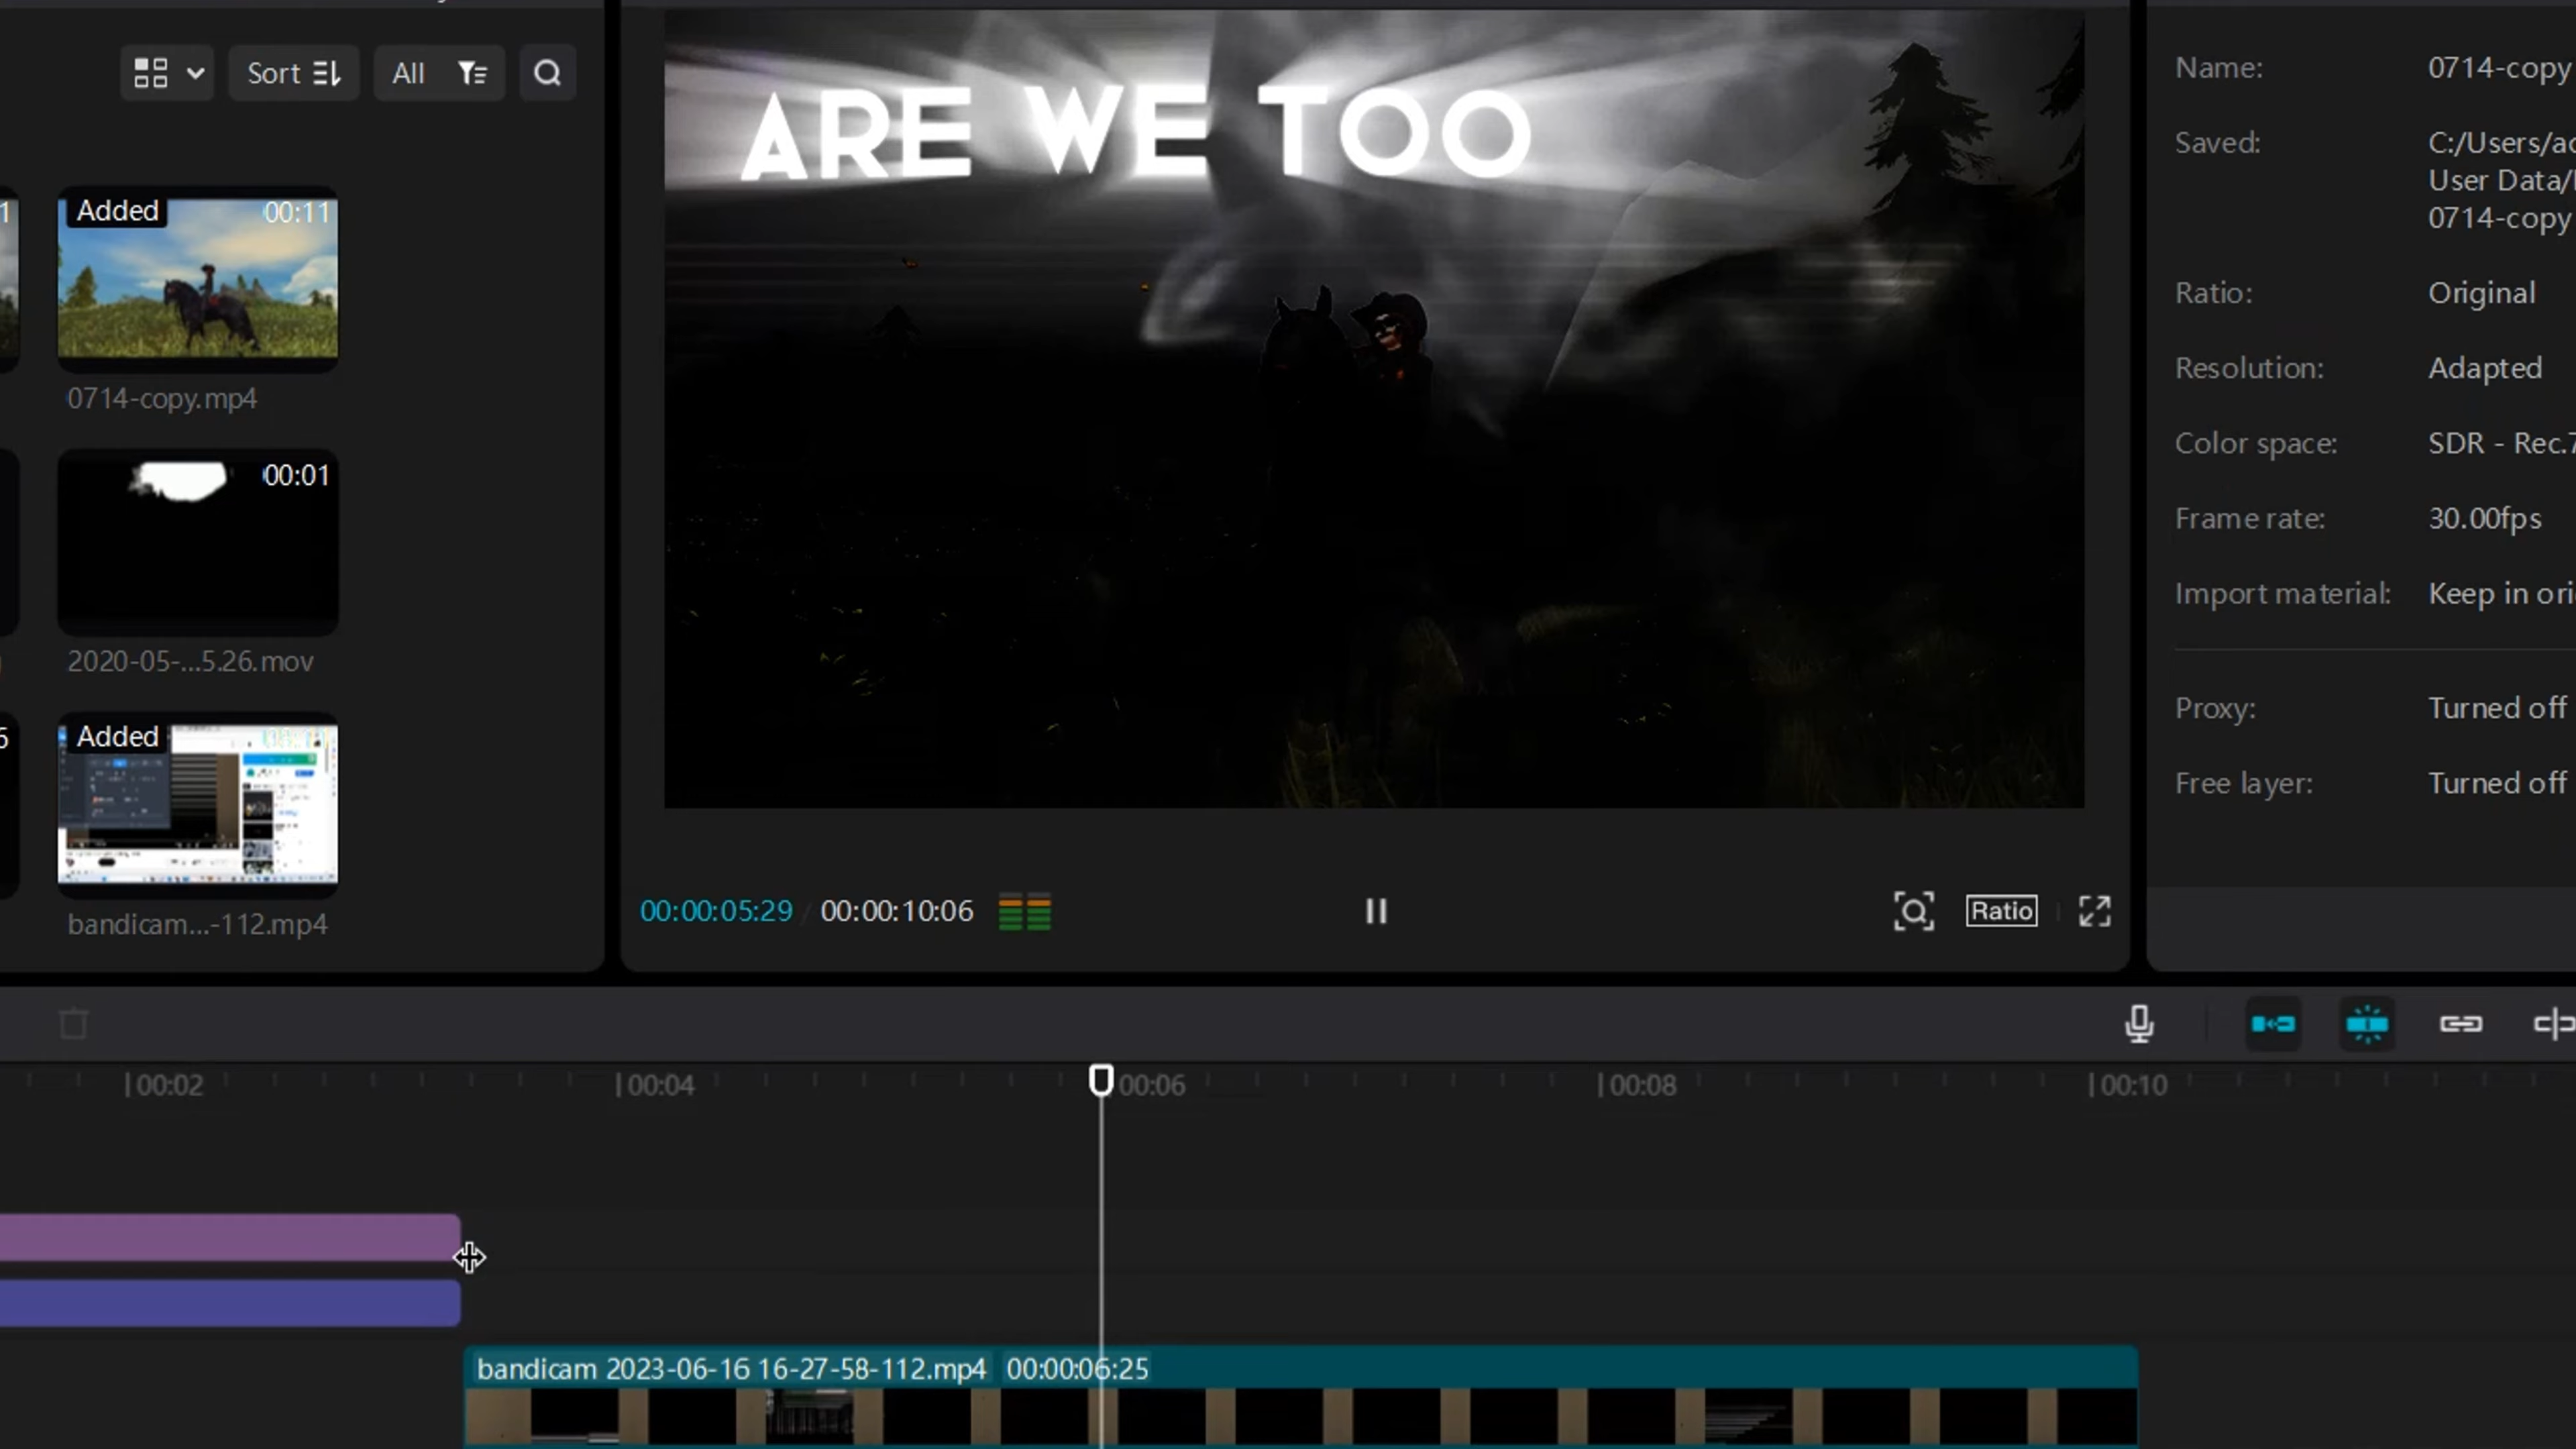 Sort
All
Added
00:11
0714-copy.mp4
00:01
2020-05-...5.26.mov
Added
bandicam...-112.mp4
ARE WE TOO
00:00:05:29 / 00:00:10:06
Ratio
Name: 0714-copy
Saved: C:/Users/ac
User Data/
0714-copy
Ratio: Original
Resolution: Adapted
Color space: SDR - Rec.7
Frame rate: 30.00fps
Import material: Keep in ori
Proxy: Turned off
Free layer: Turned off
00:02
00:04
00:06
00:08
00:10
bandicam 2023-06-16 16-27-58-112.mp4 00:00:06:25